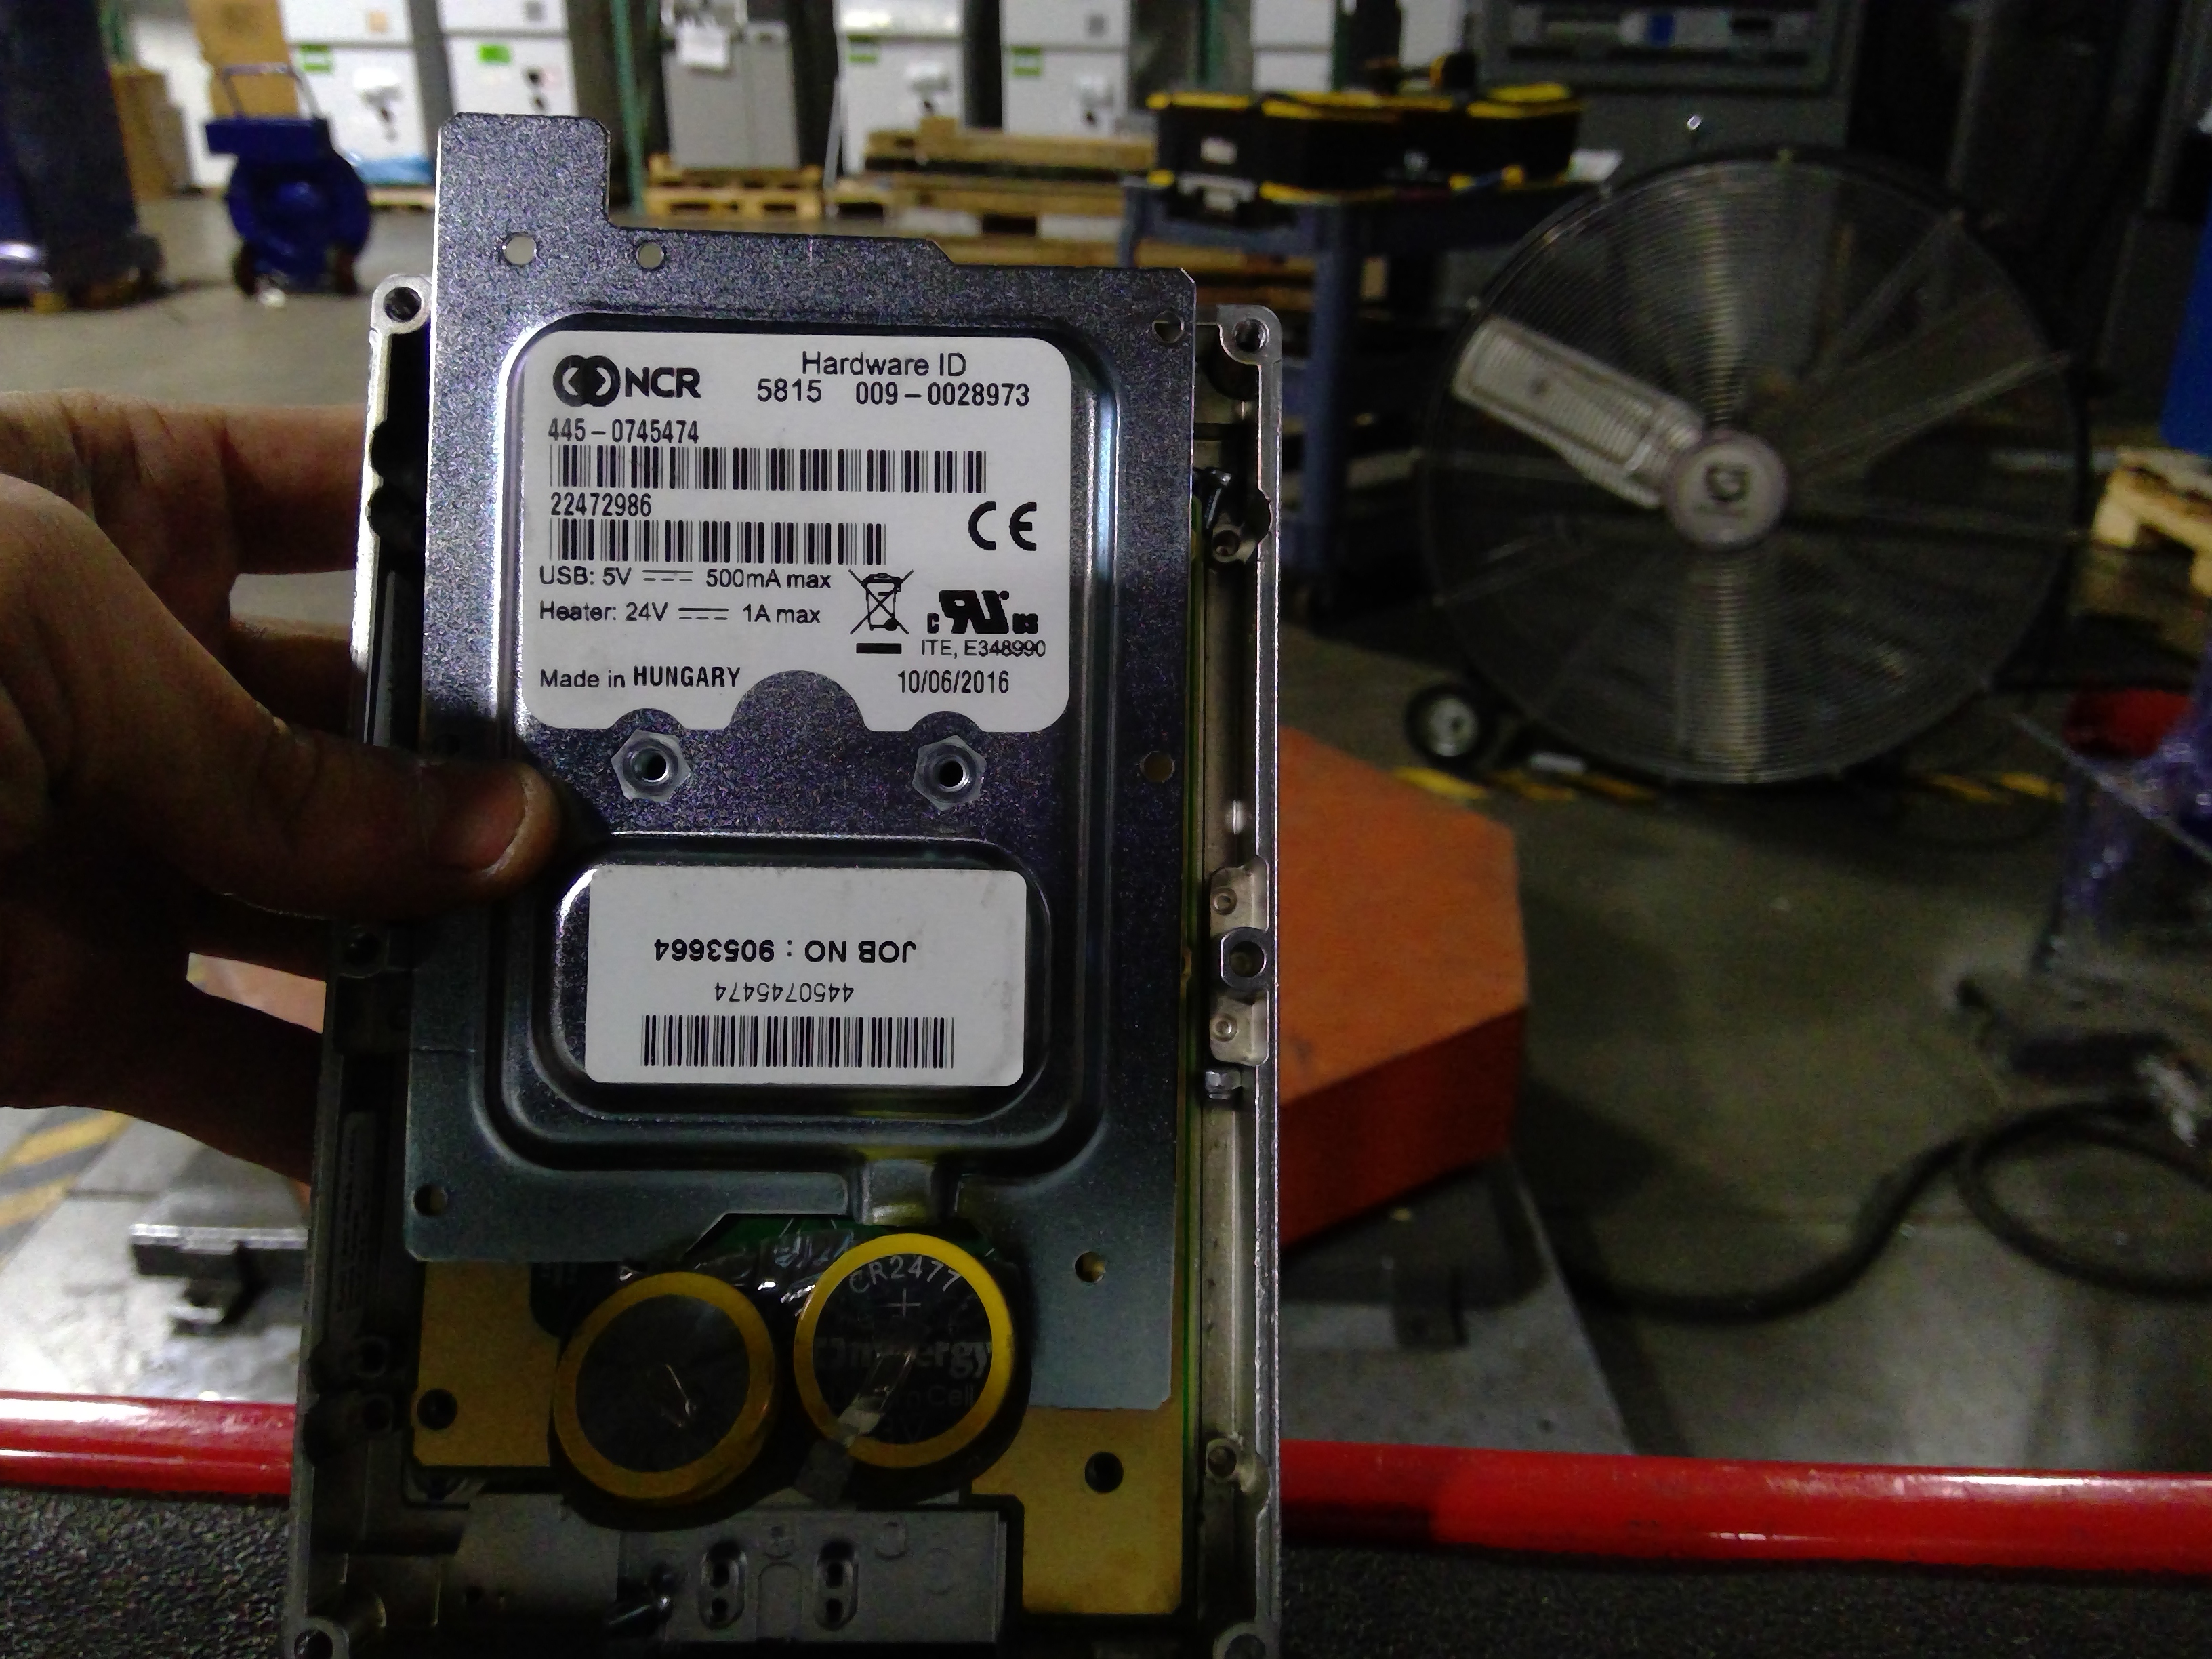 NCR
Hardware ID
5815 009-0028973
445-0745474
22472986
CE
USB: 5V 500mA max
Heater: 24V 1A max
c US
ITE, E348990
Made in HUNGARY 10/06/2016
JOB NO : 9053664
4450745474
CR2477
+